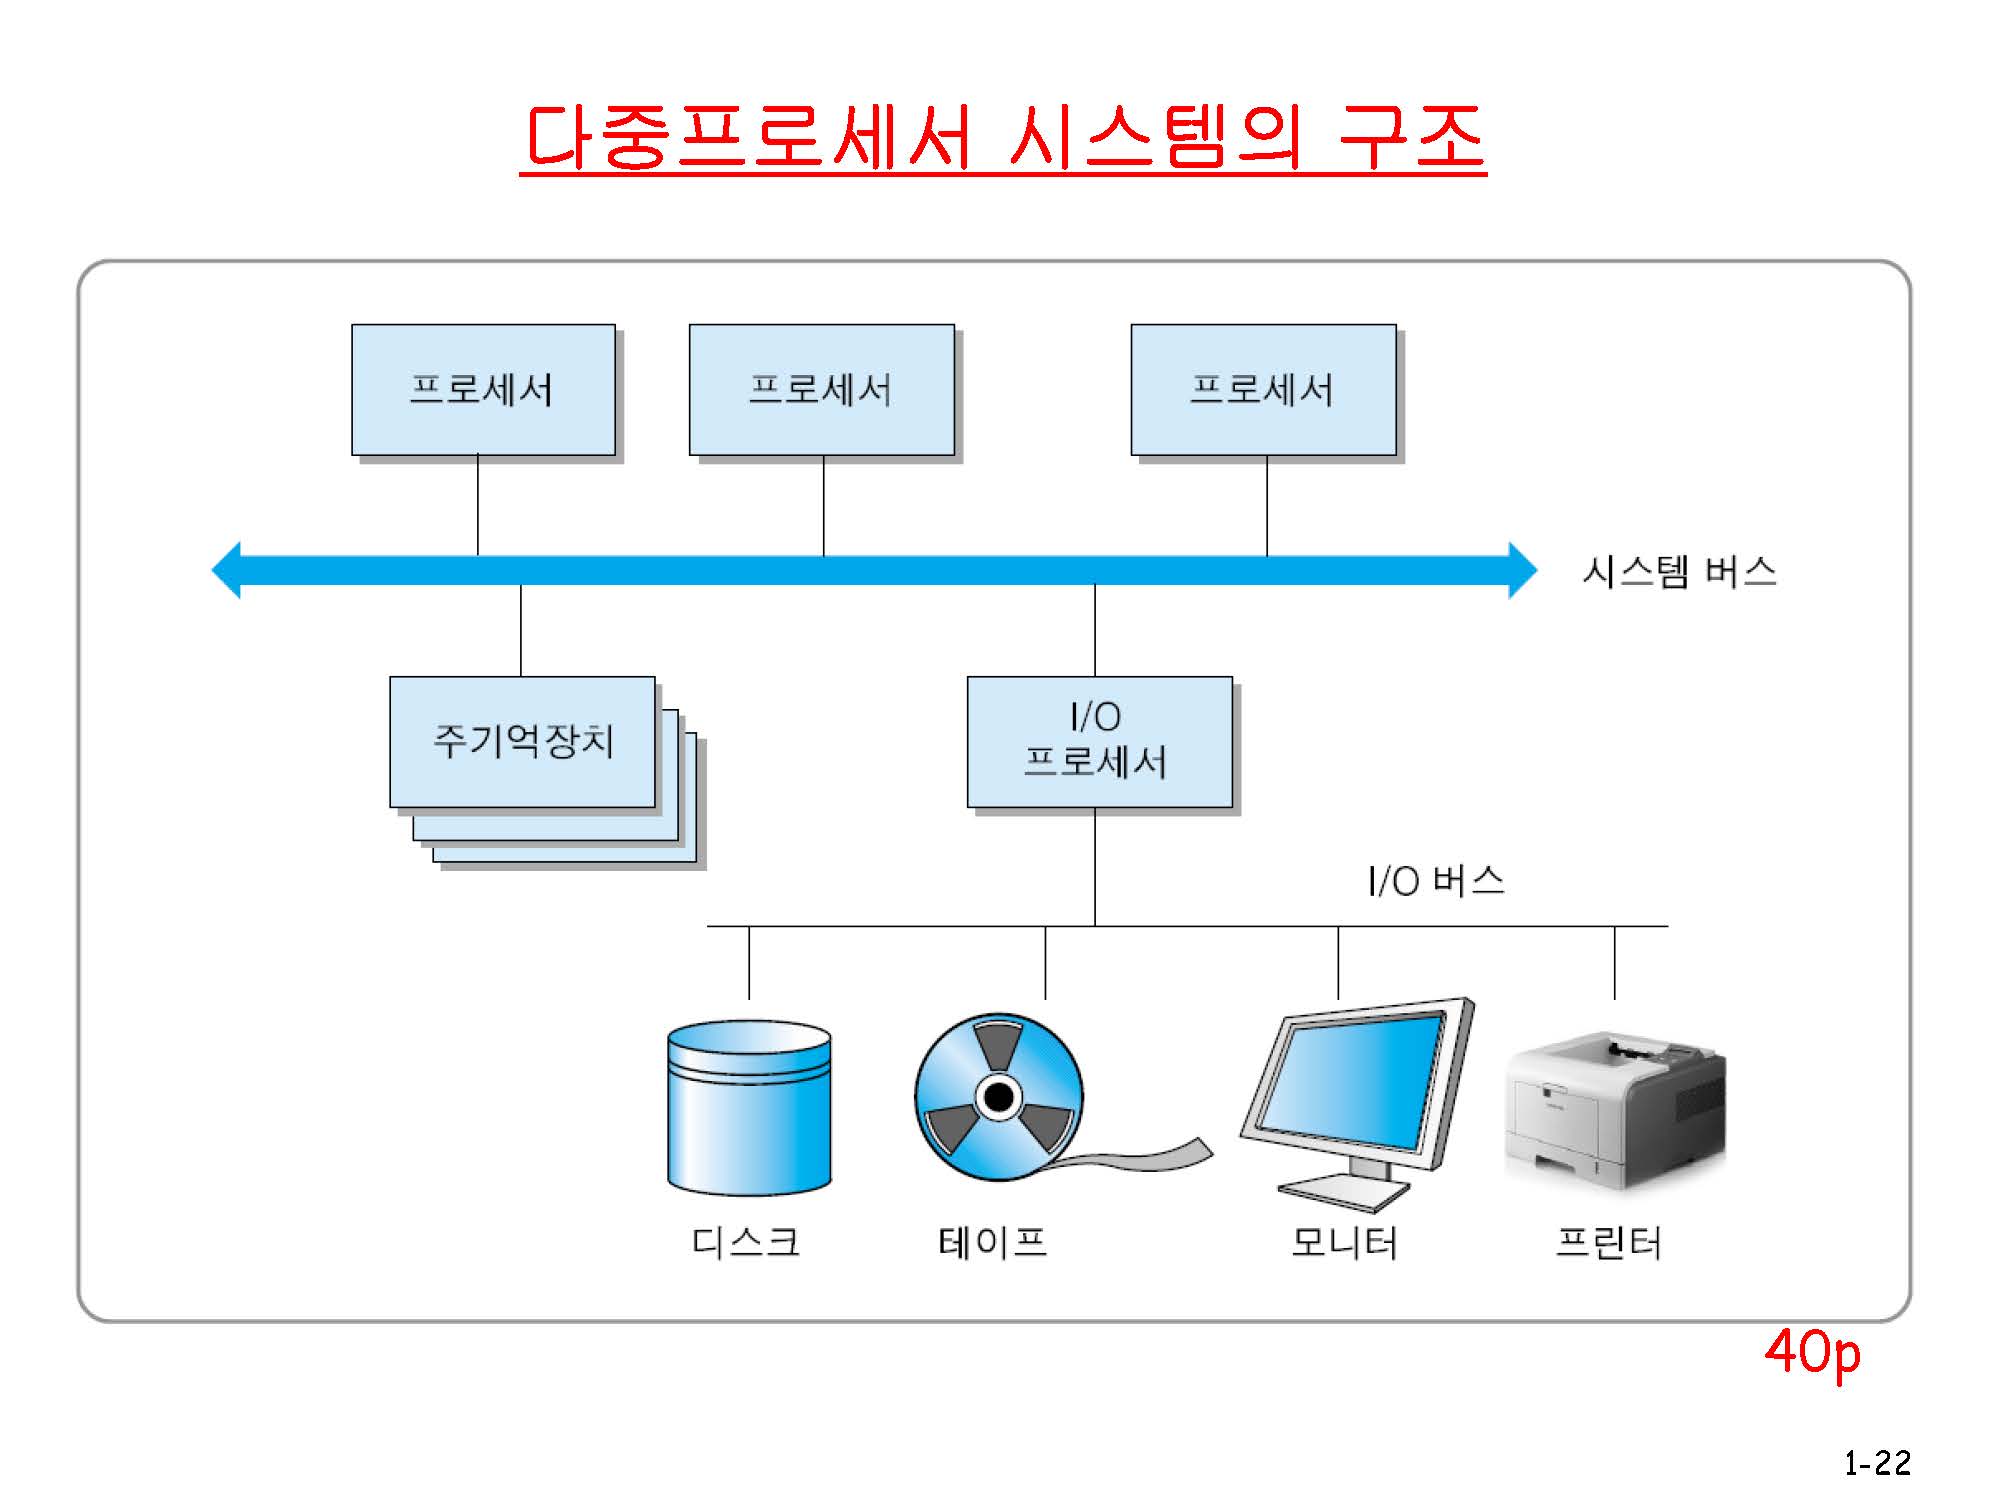 다중프로세서 시스템의 구조
프로세서
프로세서
프로세서
시스템 버스
주기억장치
I/O
프로세서
I/O 버스
디스크
테이프
모니터
프린터
40p
1-22